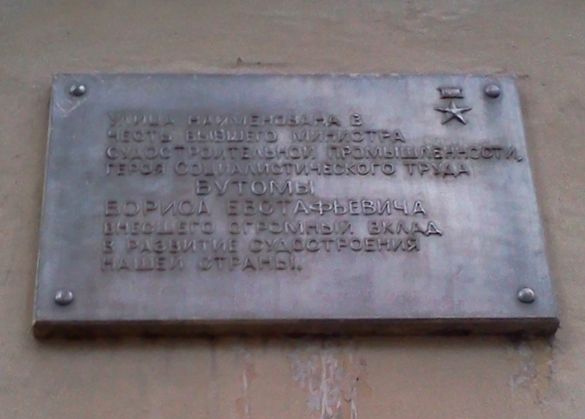 УЛИЦА НАИМЕНОВАНА В
ЧЕСТЬ БЫВШЕГО МИНИСТРА
СУДОСТРОИТЕЛЬНОЙ ПРОМЫШЛЕННОСТИ,
ГЕРОЯ СОЦИАЛИСТИЧЕСКОГО ТРУДА
БУТОМЫ
БОРИСА ЕВСТАФЬЕВИЧА
ВНЕСШЕГО ОГРОМНЫЙ ВКЛАД
В РАЗВИТИЕ СУДОСТРОЕНИЯ
НАШЕЙ СТРАНЫ.